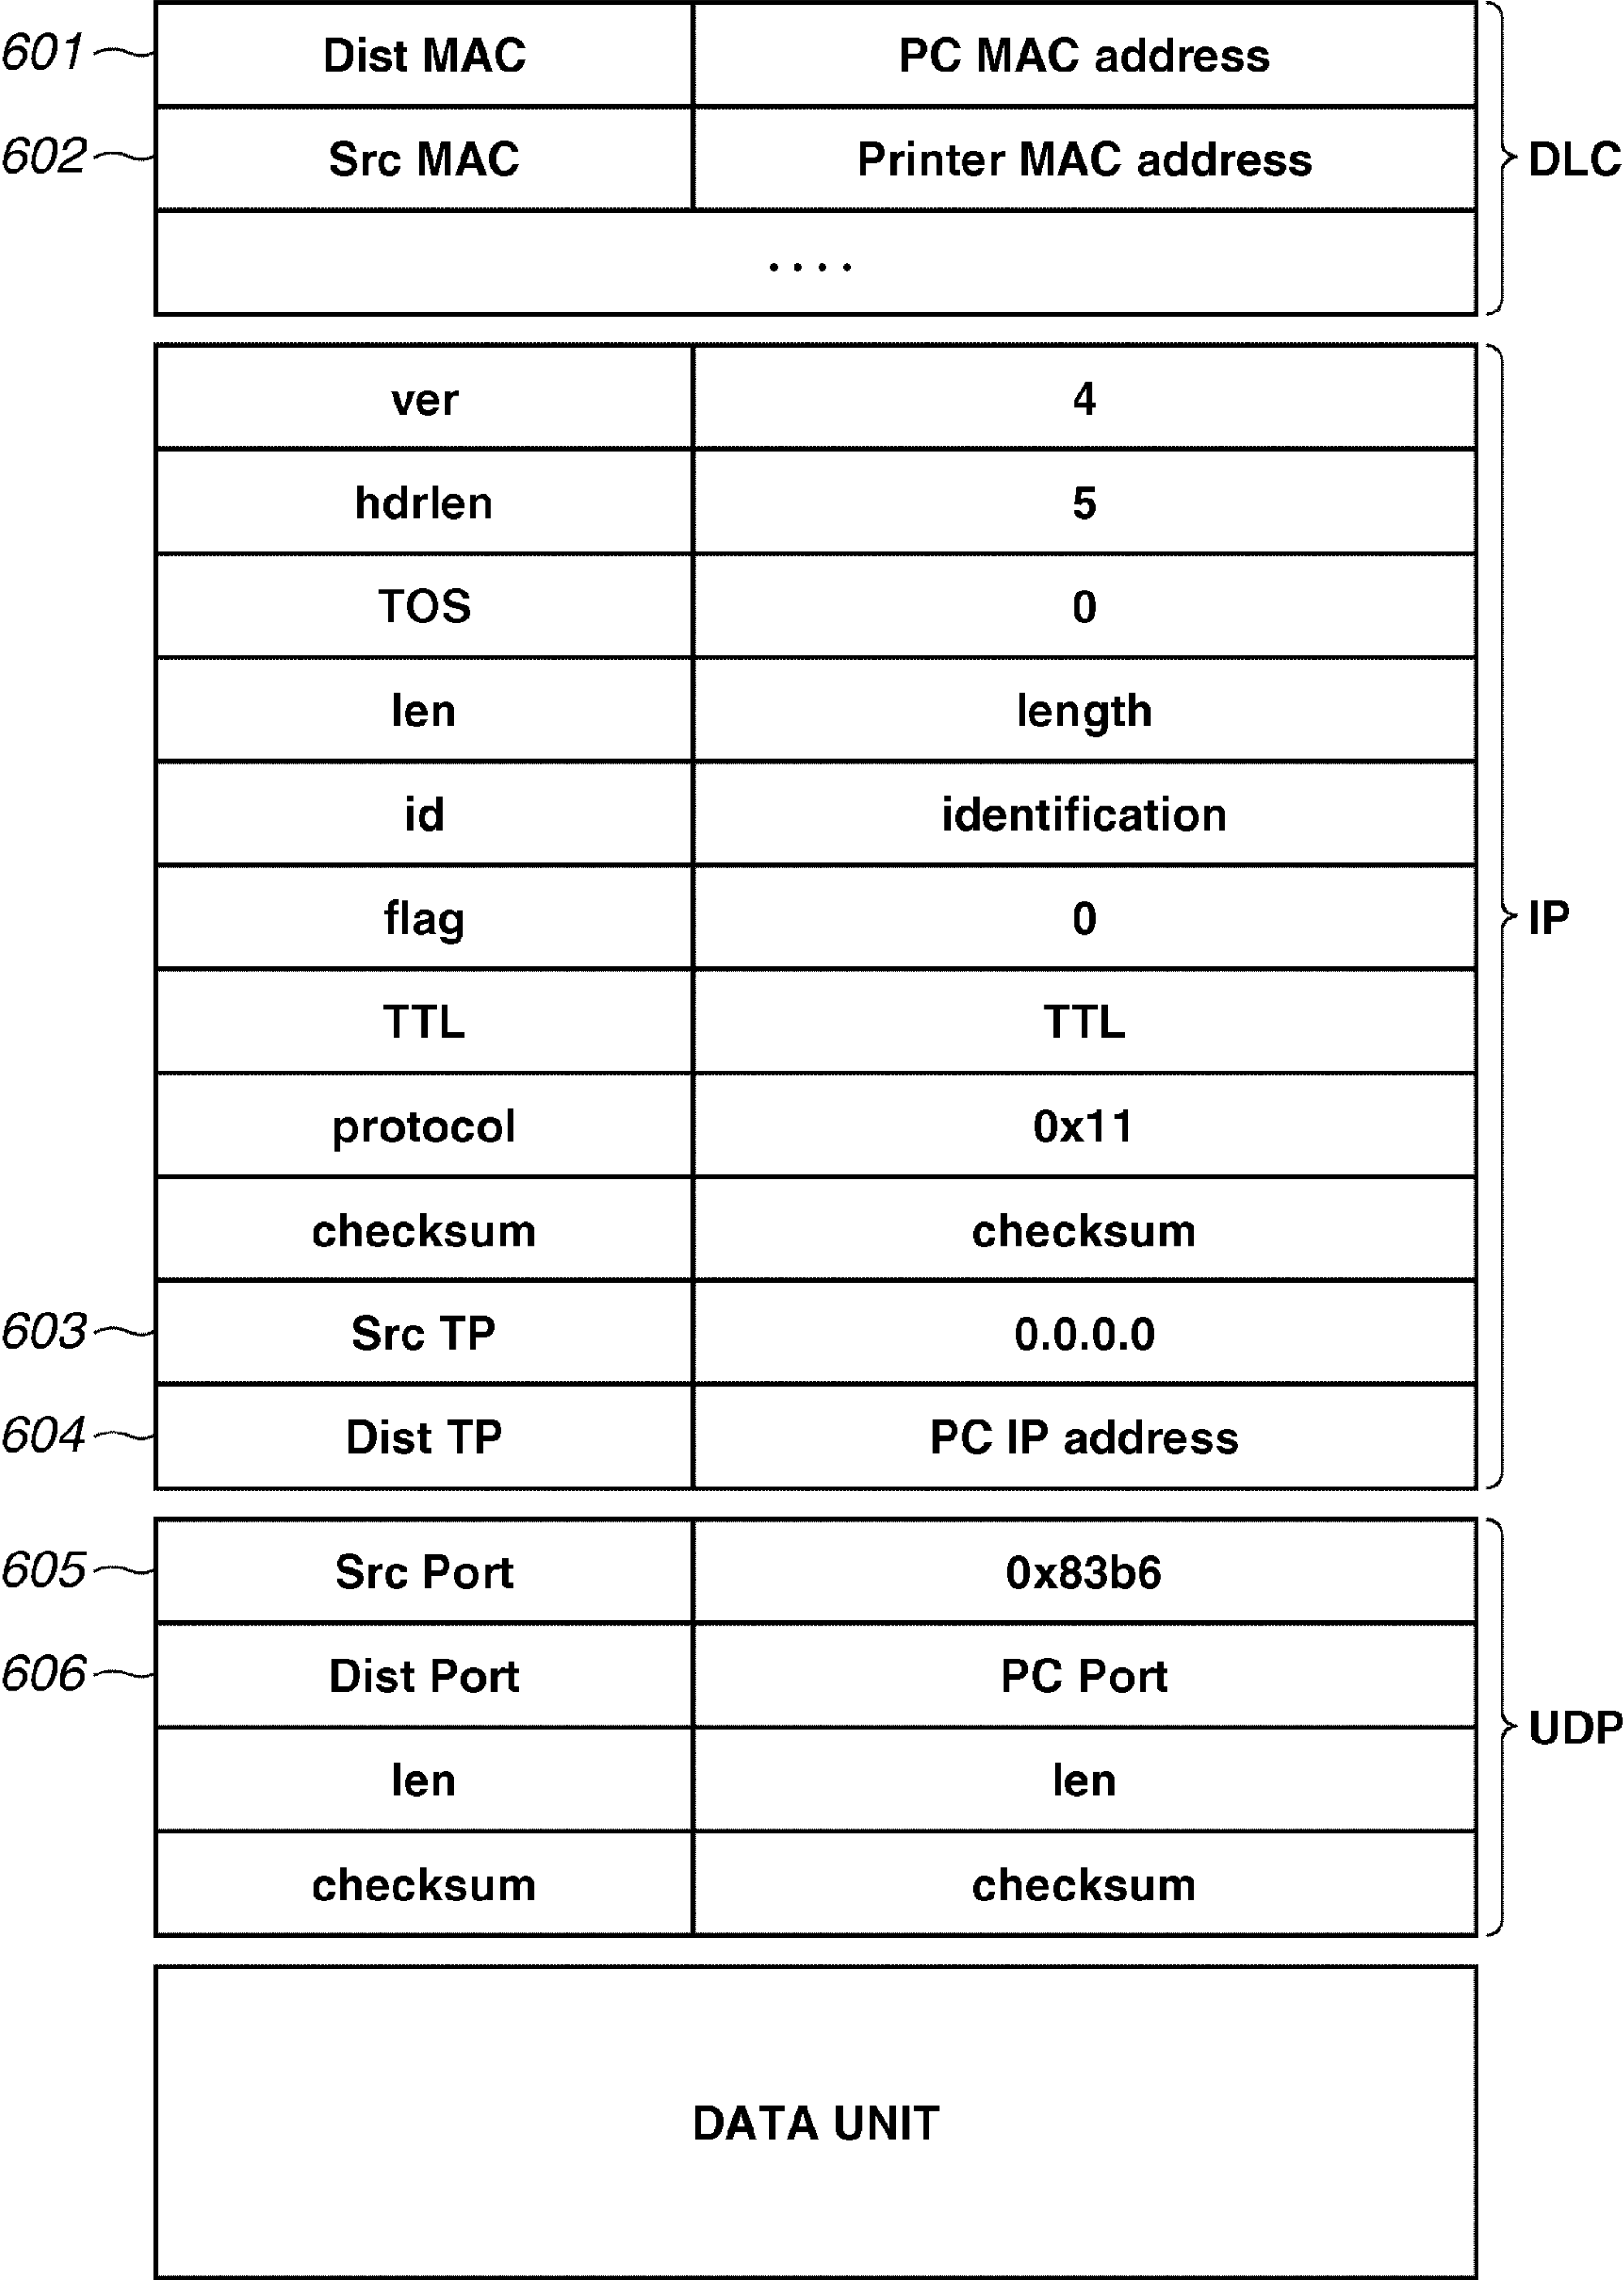 601 Dist MAC PC MAC address
602 Src MAC Printer MAC address DLC
....
ver 4
hdrlen 5
TOS 0
len length
id identification
flag 0 IP
TTL TTL
protocol 0x11
checksum checksum
603 Src TP 0.0.0.0
604 Dist TP PC IP address
605 Src Port 0x83b6
606 Dist Port PC Port
UDP
len len
checksum checksum
DATA UNIT